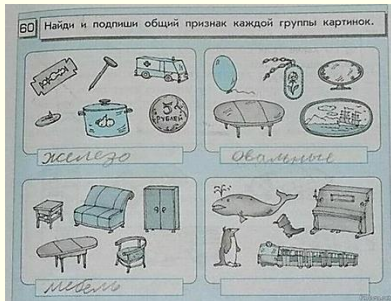 60 Найди и подпиши общий признак каждой группы картинок.
5
РУБЛЕЙ
железо
овальные
мебель